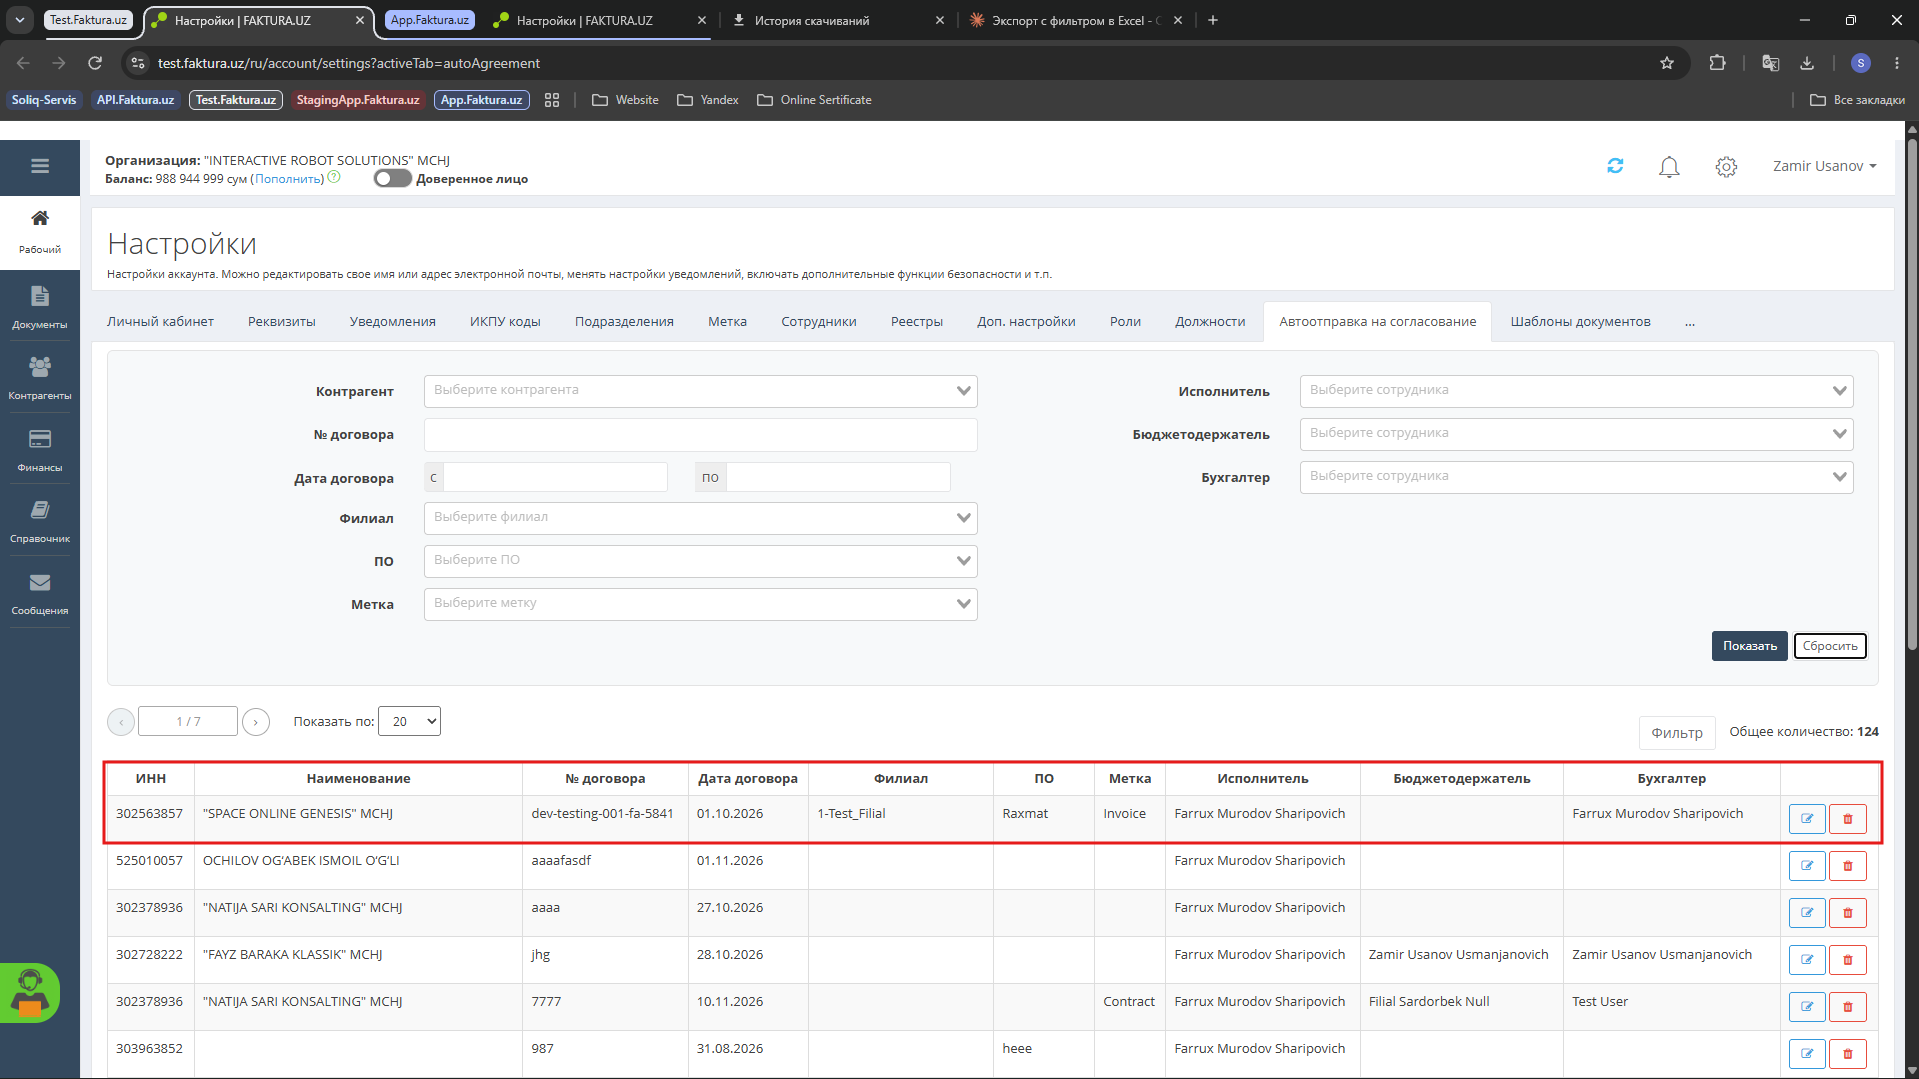 Test.Faktura.uz
Настройки | FAKTURA.UZ
App.Faktura.uz
Настройки | FAKTURA.UZ
История скачиваний
Экспорт с фильтром в Excel - C
test.faktura.uz/ru/account/settings?activeTab=autoAgreement
S
Soliq-Servis
API.Faktura.uz
Test.Faktura.uz
StagingApp.Faktura.uz
App.Faktura.uz
Website
Yandex
Online Sertificate
Все закладки
Организация: "INTERACTIVE ROBOT SOLUTIONS" MCHJ
Баланс: 988 944 999 сум (Пополнить) ?
Доверенное лицо
Zamir Usanov
Рабочий
Документы
Контрагенты
Финансы
Справочник
Сообщения
Настройки
Настройки аккаунта. Можно редактировать свое имя или адрес электронной почты, менять настройки уведомлений, включать дополнительные функции безопасности и т.п.
Личный кабинет
Реквизиты
Уведомления
ИКПУ коды
Подразделения
Метка
Сотрудники
Реестры
Доп. настройки
Роли
Должности
Автоотправка на согласование
Шаблоны документов
...
Контрагент
Выберите контрагента
№ договора
Дата договора
С
ПО
Филиал
Выберите филиал
ПО
Выберите ПО
Метка
Выберите метку
Исполнитель
Выберите сотрудника
Бюджетодержатель
Выберите сотрудника
Бухгалтер
Выберите сотрудника
Показать
Сбросить
‹
1 / 7
›
Показать по:
20
Фильтр
Общее количество: 124
ИНН Наименование № договора Дата договора Филиал ПО Метка Исполнитель Бюджетодержатель Бухгалтер
302563857 "SPACE ONLINE GENESIS" MCHJ dev-testing-001-fa-5841 01.10.2026 1-Test_Filial Raxmat Invoice Farrux Murodov Sharipovich Farrux Murodov Sharipovich
525010057 OCHILOV OG‘ABEK ISMOIL O‘G‘LI aaaafasdf 01.11.2026 Farrux Murodov Sharipovich
302378936 "NATIJA SARI KONSALTING" MCHJ aaaa 27.10.2026 Farrux Murodov Sharipovich
302728222 "FAYZ BARAKA KLASSIK" MCHJ jhg 28.10.2026 Farrux Murodov Sharipovich Zamir Usanov Usmanjanovich Zamir Usanov Usmanjanovich
302378936 "NATIJA SARI KONSALTING" MCHJ 7777 10.11.2026 Contract Farrux Murodov Sharipovich Filial Sardorbek Null Test User
303963852 987 31.08.2026 heee Farrux Murodov Sharipovich